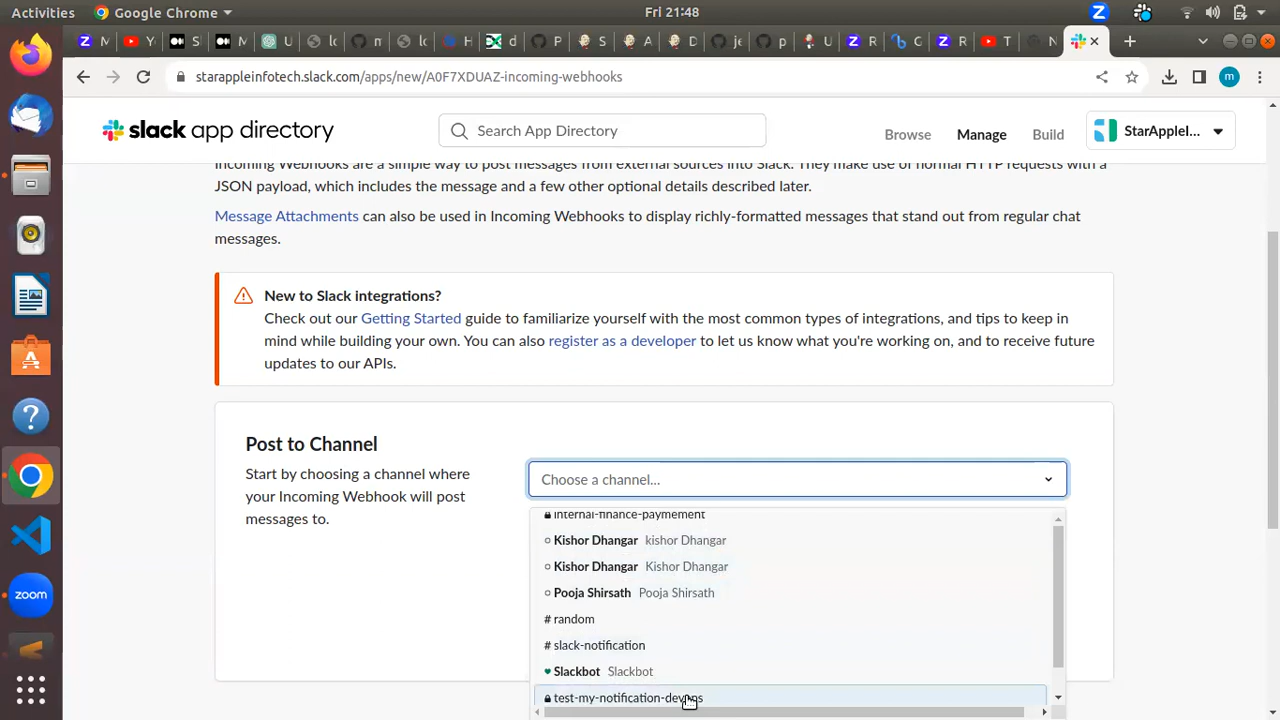 Activities
Google Chrome
Fri 21:48
starappleinfotech.slack.com/apps/new/A0F7XDUAZ-incoming-webhooks
slack app directory
Search App Directory
Browse
Manage
Build
StarAppleI...
Incoming Webhooks are a simple way to post messages from external sources into Slack. They make use of normal HTTP requests with a
JSON payload, which includes the message and a few other optional details described later.
Message Attachments can also be used in Incoming Webhooks to display richly-formatted messages that stand out from regular chat
messages.
New to Slack integrations?
Check out our Getting Started guide to familiarize yourself with the most common types of integrations, and tips to keep in
mind while building your own. You can also register as a developer to let us know what you're working on, and to receive future
updates to our APIs.
Post to Channel
Start by choosing a channel where
your Incoming Webhook will post
messages to.
Choose a channel...
internal-finance-paymement
Kishor Dhangar kishor Dhangar
Kishor Dhangar Kishor Dhangar
Pooja Shirsath Pooja Shirsath
# random
# slack-notification
Slackbot Slackbot
test-my-notification-devops
zoom